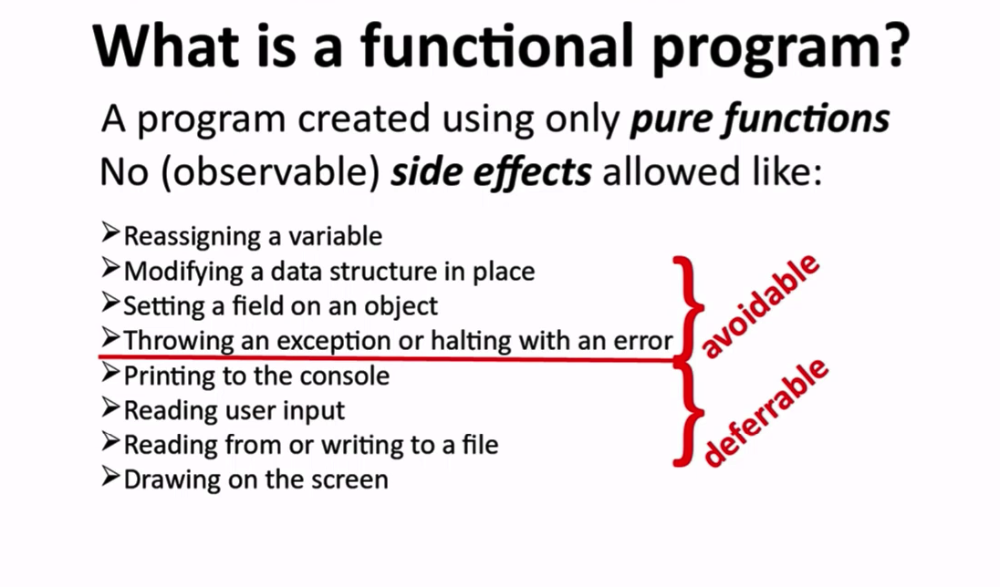 What is a functional program?
A program created using only pure functions
No (observable) side effects allowed like:
➢Reassigning a variable
➢Modifying a data structure in place
➢Setting a field on an object
➢Throwing an exception or halting with an error
avoidable
➢Printing to the console
➢Reading user input
➢Reading from or writing to a file
➢Drawing on the screen
deferrable